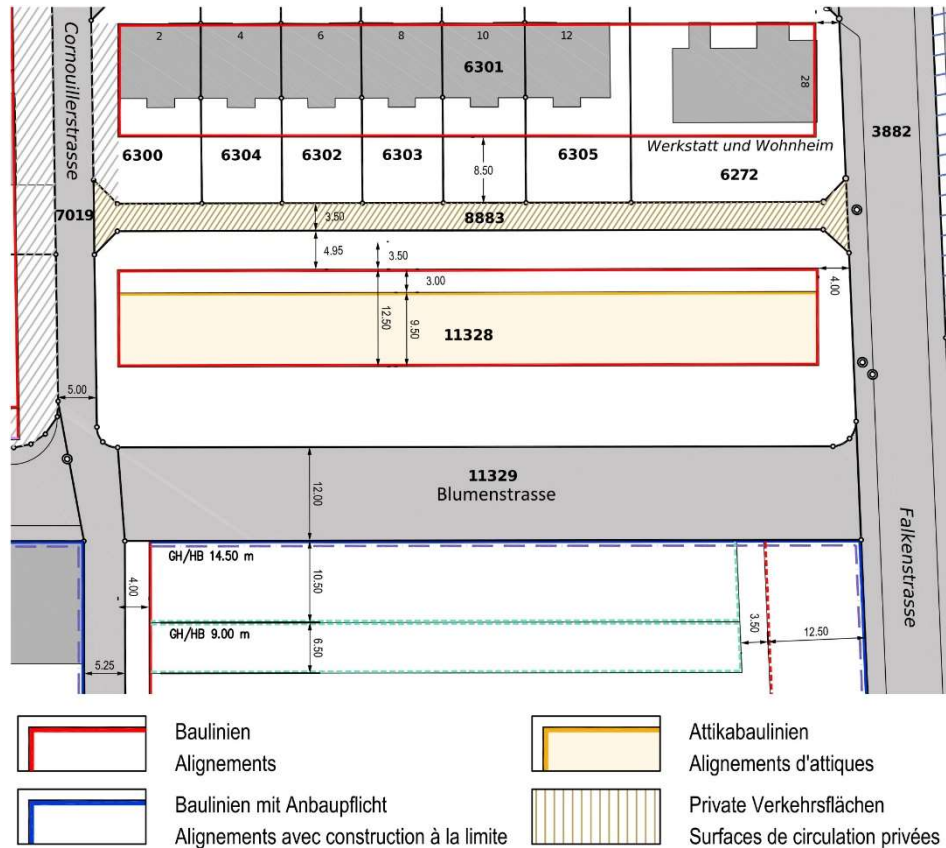 Cornouillerstrasse
2 4 6 8 10 12
6301
28
3882
6300 6304 6302 6303 6305
Werkstatt und Wohnheim
6272
8.50
7019
3.50
8883
4.95
3.50
3.00
4.00
12.50
9.50
11328
5.00
12.00
11329
Blumenstrasse
Falkenstrasse
GH/HB 14.50 m
4.00
10.50
GH/HB 9.00 m
6.50
3.50
12.50
5.25
Baulinien
Alignements
Attikabaulinien
Alignements d'attiques
Baulinien mit Anbaupflicht
Alignements avec construction à la limite
Private Verkehrsflächen
Surfaces de circulation privées